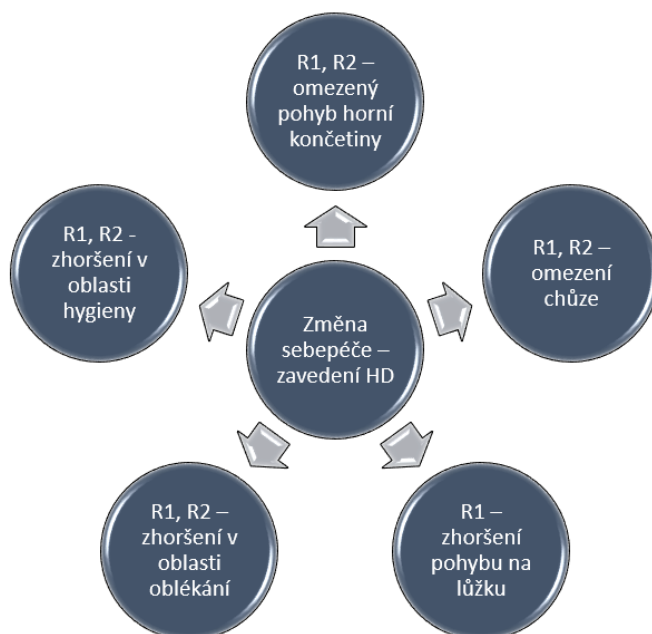 R1, R2 –
omezený
pohyb horní
končetiny
R1, R2 -
zhoršení v
oblasti
hygieny
R1, R2 –
omezení
chůze
Změna
sebepéče –
zavedení HD
R1, R2 –
zhoršení v
oblasti
oblékání
R1 –
zhoršení
pohybu na
lůžku